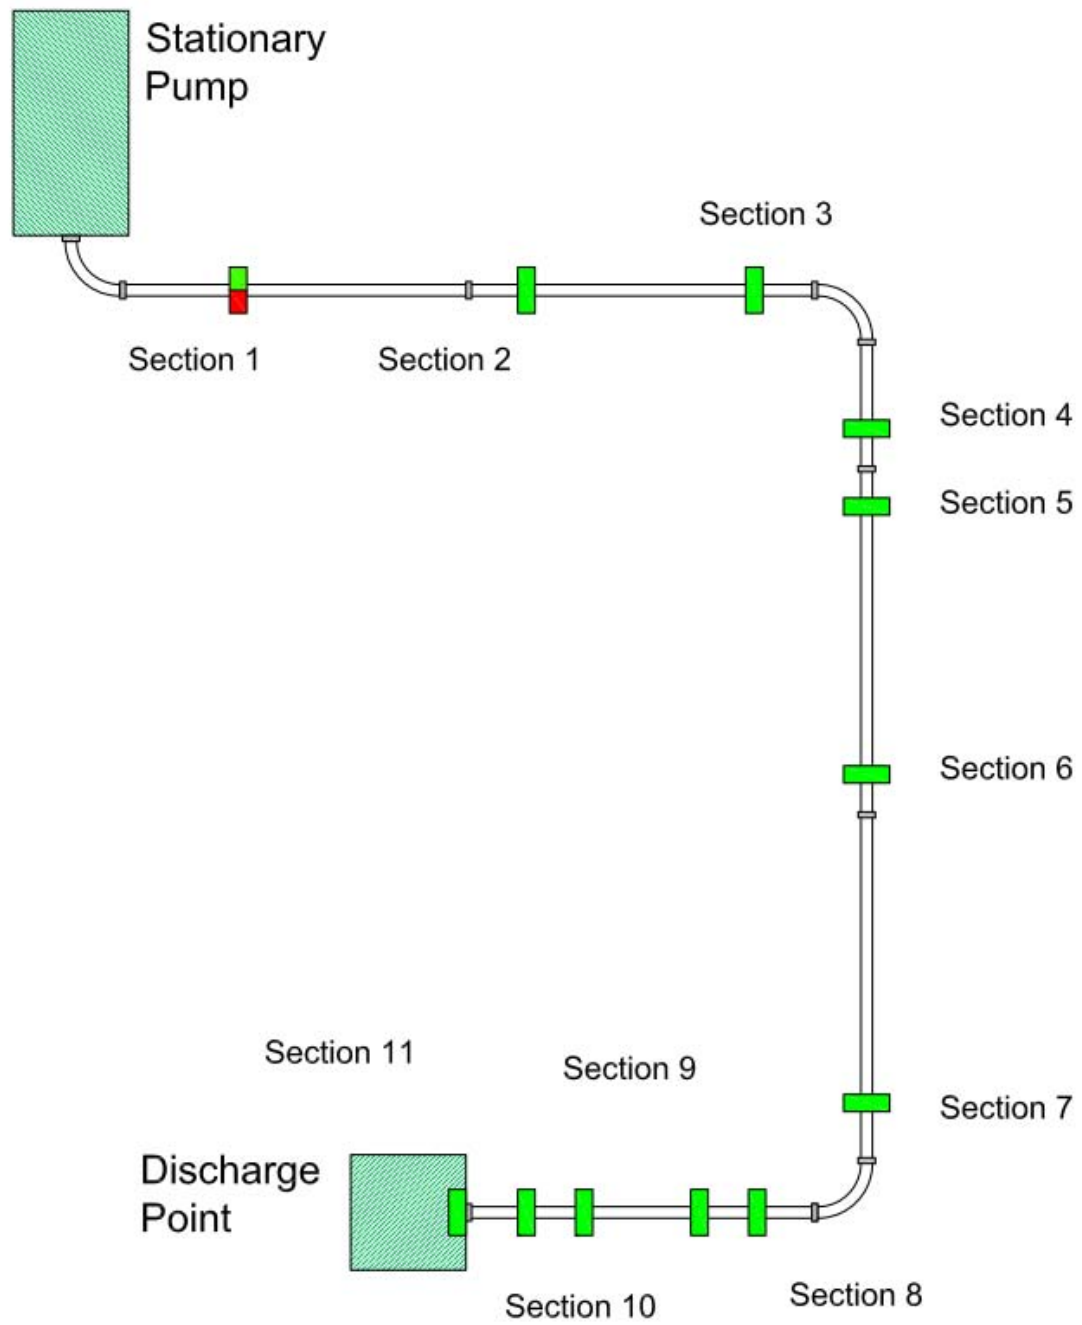 Stationary
Pump
Section 3
Section 1
Section 2
Section 4
Section 5
Section 6
Section 11
Section 9
Section 7
Discharge
Point
Section 8
Section 10